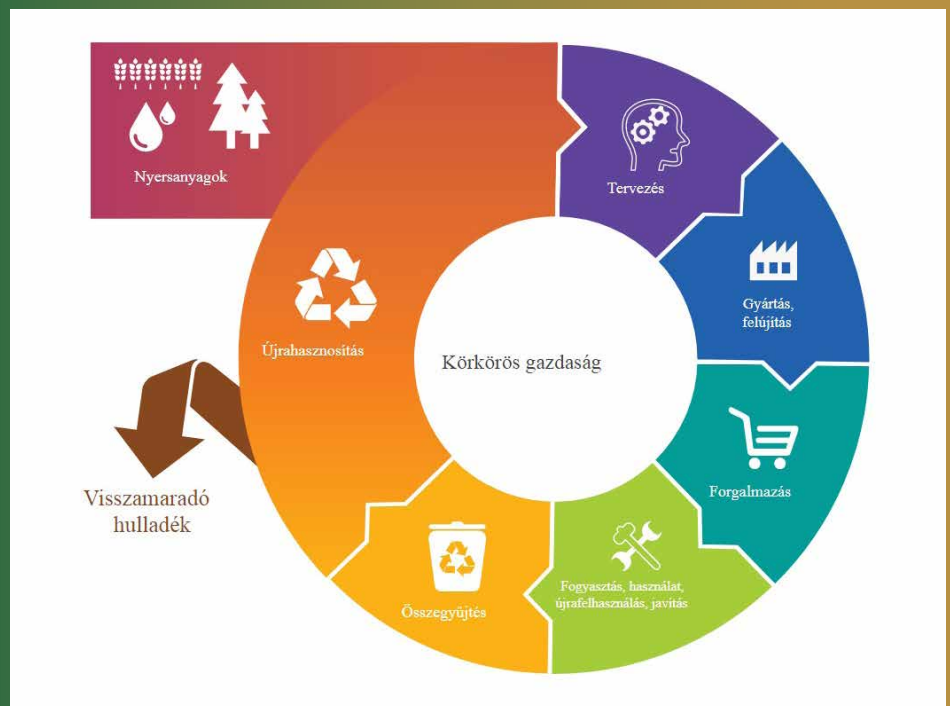 Nyersanyagok
Tervezés
Gyártás,
felújítás
Forgalmazás
Fogyasztás, használat,
újrafelhasználás, javítás
Összegyűjtés
Újrahasznosítás
Visszamaradó
hulladék
Körkörös gazdaság